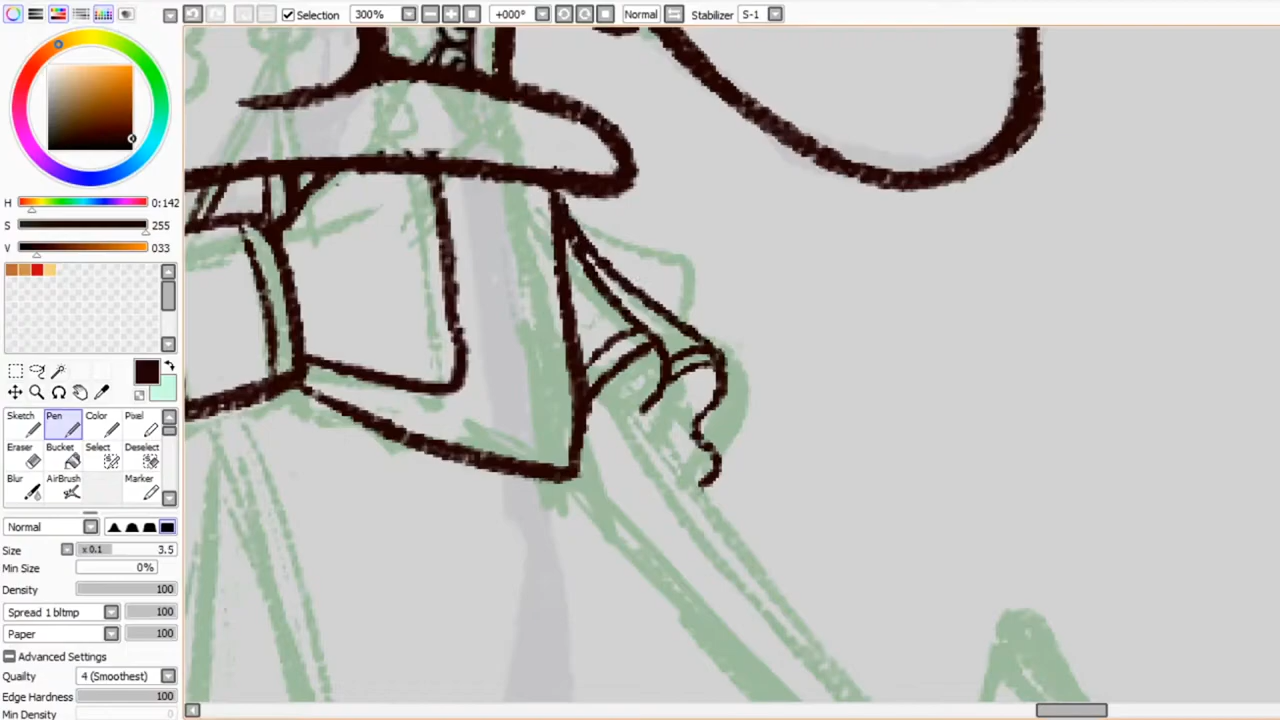 Selection 300% +000° Normal Stabilizer S-1
H 0:142
S 255
V 033
Sketch Pen Color Pixel
Eraser Bucket Select Deselect
Blur AirBrush Marker
Normal
Size x 0.1 3.5
Min Size 0%
Density 100
Spread 1 bltmp 100
Paper 100
Advanced Settings
Quailty 4 (Smoothest)
Edge Hardness 100
Min Density 0